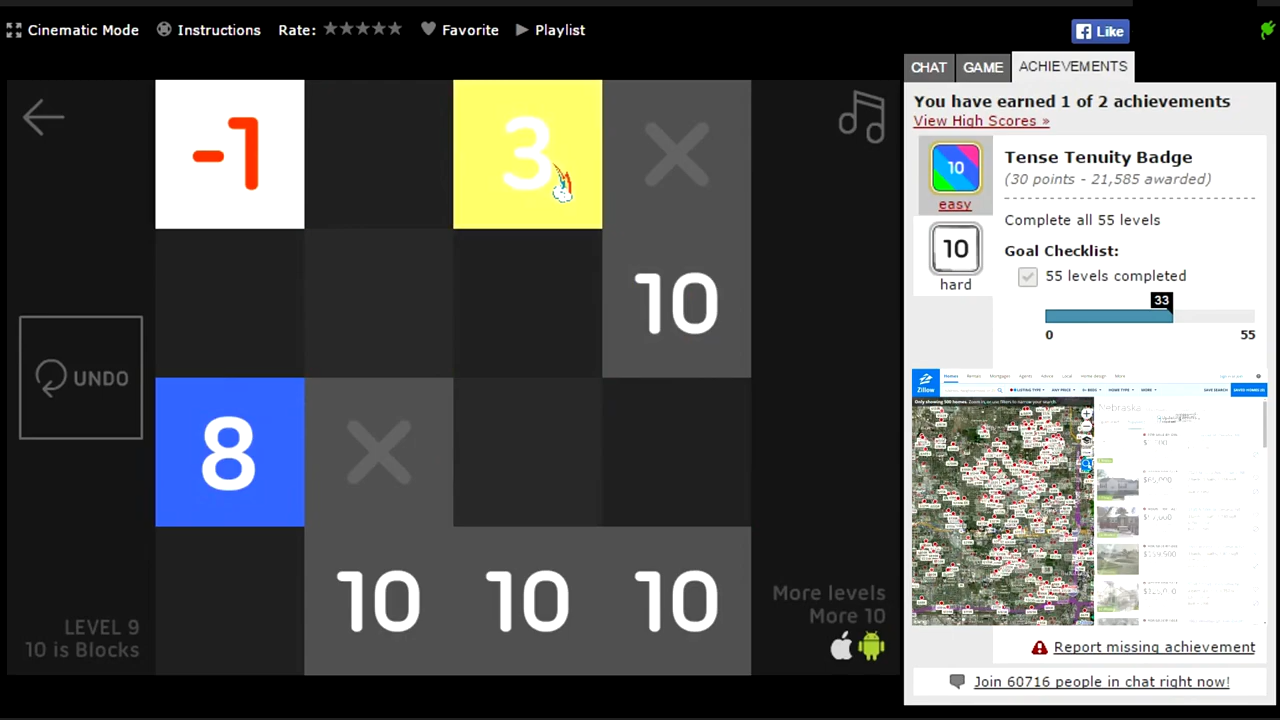 Cinematic Mode
Instructions
Rate:
Favorite
Playlist
Like
CHAT
GAME
ACHIEVEMENTS
You have earned 1 of 2 achievements
View High Scores »
10
easy
Tense Tenuity Badge
(30 points - 21,585 awarded)
Complete all 55 levels
10
hard
Goal Checklist:
55 levels completed
33
0
55
-1
3
10
UNDO
8
10
10
10
LEVEL 9
10 is Blocks
More levels
More 10
Zillow
Nebraska
Report missing achievement
Join 60716 people in chat right now!